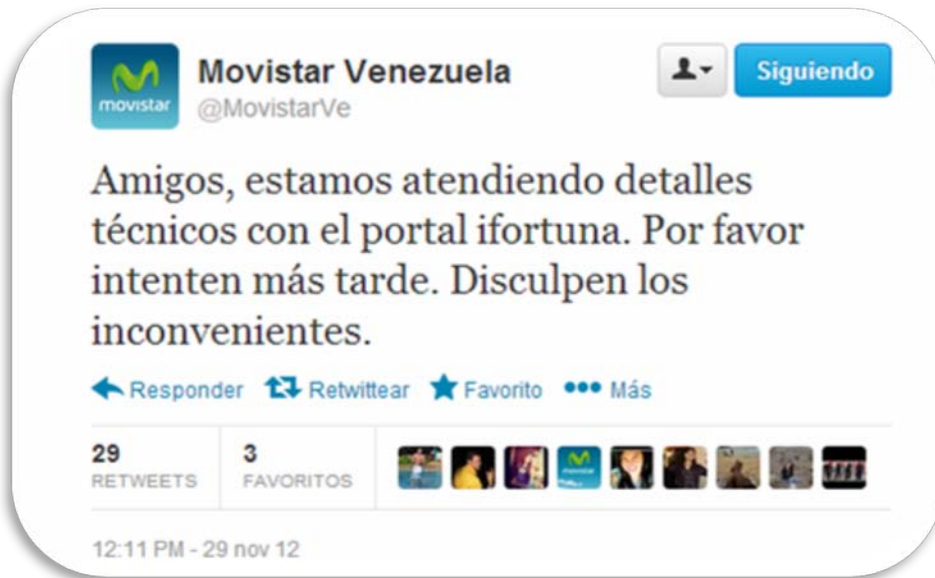 movistar
Movistar Venezuela
@MovistarVe
Siguiendo
Amigos, estamos atendiendo detalles
técnicos con el portal ifortuna. Por favor
intenten más tarde. Disculpen los
inconvenientes.
Responder Retwittear Favorito Más
29 3
RETWEETS FAVORITOS
movistar
12:11 PM - 29 nov 12